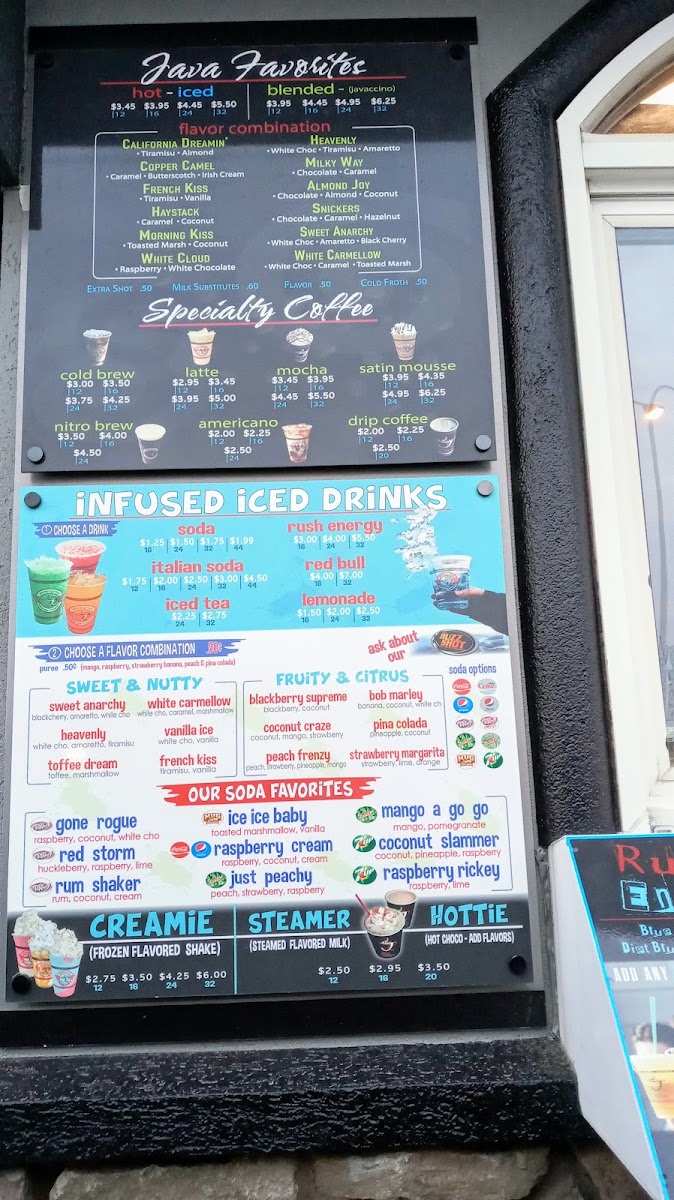 Java Favorites
hot - iced
$3.45 $3.95 $4.45 $5.50
12 16 24 32
blended - (javaccino)
$3.95 $4.45 $4.95 $6.25
12 16 24 32
flavor combination
California Dreamin'
• Tiramisu • Almond
Copper Camel
• Caramel • Butterscotch • Irish Cream
French Kiss
• Tiramisu • Vanilla
Haystack
• Caramel • Coconut
Morning Kiss
• Toasted Marsh • Coconut
White Cloud
• Raspberry • White Chocolate
Heavenly
• White Choc • Tiramisu • Amaretto
Milky Way
• Chocolate • Caramel
Almond Joy
• Chocolate • Almond • Coconut
Snickers
• Chocolate • Caramel • Hazelnut
Sweet Anarchy
• White Choc • Amaretto • Black Cherry
White Carmellow
• White Choc • Caramel • Toasted Marsh
Extra Shot .50 Milk Substitutes .60 Flavor .50 Cold Froth .50
Specialty Coffee
cold brew
$3.00 $3.50
12 16
$3.75 $4.25
24 32
latte
$2.95 $3.45
12 16
$3.95 $5.00
24 32
mocha
$3.45 $3.95
12 16
$4.45 $5.50
24 32
satin mousse
$3.95 $4.35
12 16
$4.95 $6.25
24 32
nitro brew
$3.50 $4.00
12 16
$4.50
24
americano
$2.00 $2.25
12 16
$2.50
24
drip coffee
$2.00 $2.25
12 16
$2.50
20
INFUSED ICED DRINKS
1 CHOOSE A DRINK
soda
$1.25 $1.50 $1.75 $1.99
16 24 32 44
italian soda
$1.75 $2.00 $2.50 $3.00 $4.50
12 16 24 32 44
iced tea
$2.25 $2.75
24 32
rush energy
$3.00 $4.00 $5.50
16 24 32
red bull
$4.00 $7.00
16 32
lemonade
$1.50 $2.00 $2.50
16 24 32
2 CHOOSE A FLAVOR COMBINATION .50¢
puree .50¢ (mango, raspberry, strawberry banana, peach & pina colada)
ask about our
BUZZ SHOT
SWEET & NUTTY
sweet anarchy
blackcherry, amaretto, white cho
heavenly
white cho, amaretto, tiramisu
toffee dream
toffee, marshmallow
white carmellow
white cho, caramel, marshmallow
vanilla ice
white cho, vanilla
french kiss
tiramisu, vanilla
FRUITY & CITRUS
blackberry supreme
blackberry, coconut
coconut craze
coconut, mango, strawberry
peach frenzy
peach, strawberry, pineapple, mango
bob marley
banana, coconut, white ch
pina colada
pineapple, coconut
strawberry margarita
strawberry, lime, orange
soda options
OUR SODA FAVORITES
gone rogue
raspberry, coconut, white cho
red storm
huckleberry, raspberry, lime
rum shaker
rum, coconut, cream
ice ice baby
toasted marshmallow, vanilla
raspberry cream
raspberry, coconut, cream
just peachy
peach, strawberry, raspberry
mango a go go
mango, pomegranate
coconut slammer
coconut, pineapple, raspberry
raspberry rickey
raspberry, lime
CREAMIE
(FROZEN FLAVORED SHAKE)
$2.75 $3.50 $4.25 $6.00
12 16 24 32
STEAMER
(STEAMED FLAVORED MILK)
HOTTIE
(HOT CHOCO - ADD FLAVORS)
$2.50 $2.95 $3.50
12 16 20
ADD ANY